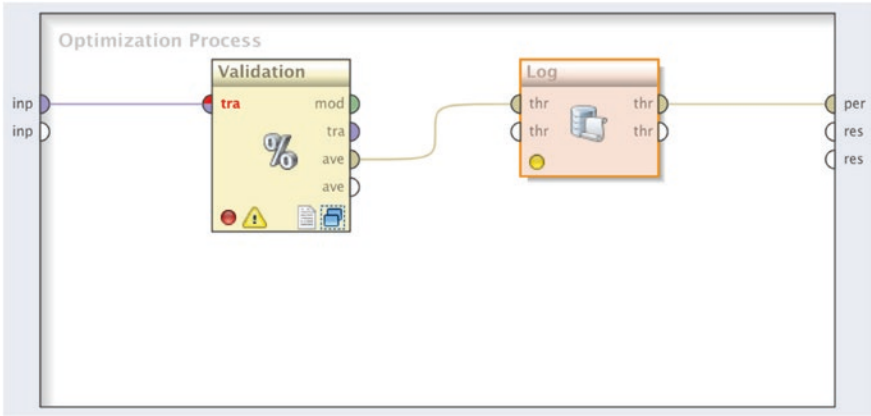 Optimization Process
Validation
Log
inp
tra
mod
thr
thr
per
inp
tra
thr
thr
res
%
ave
res
ave